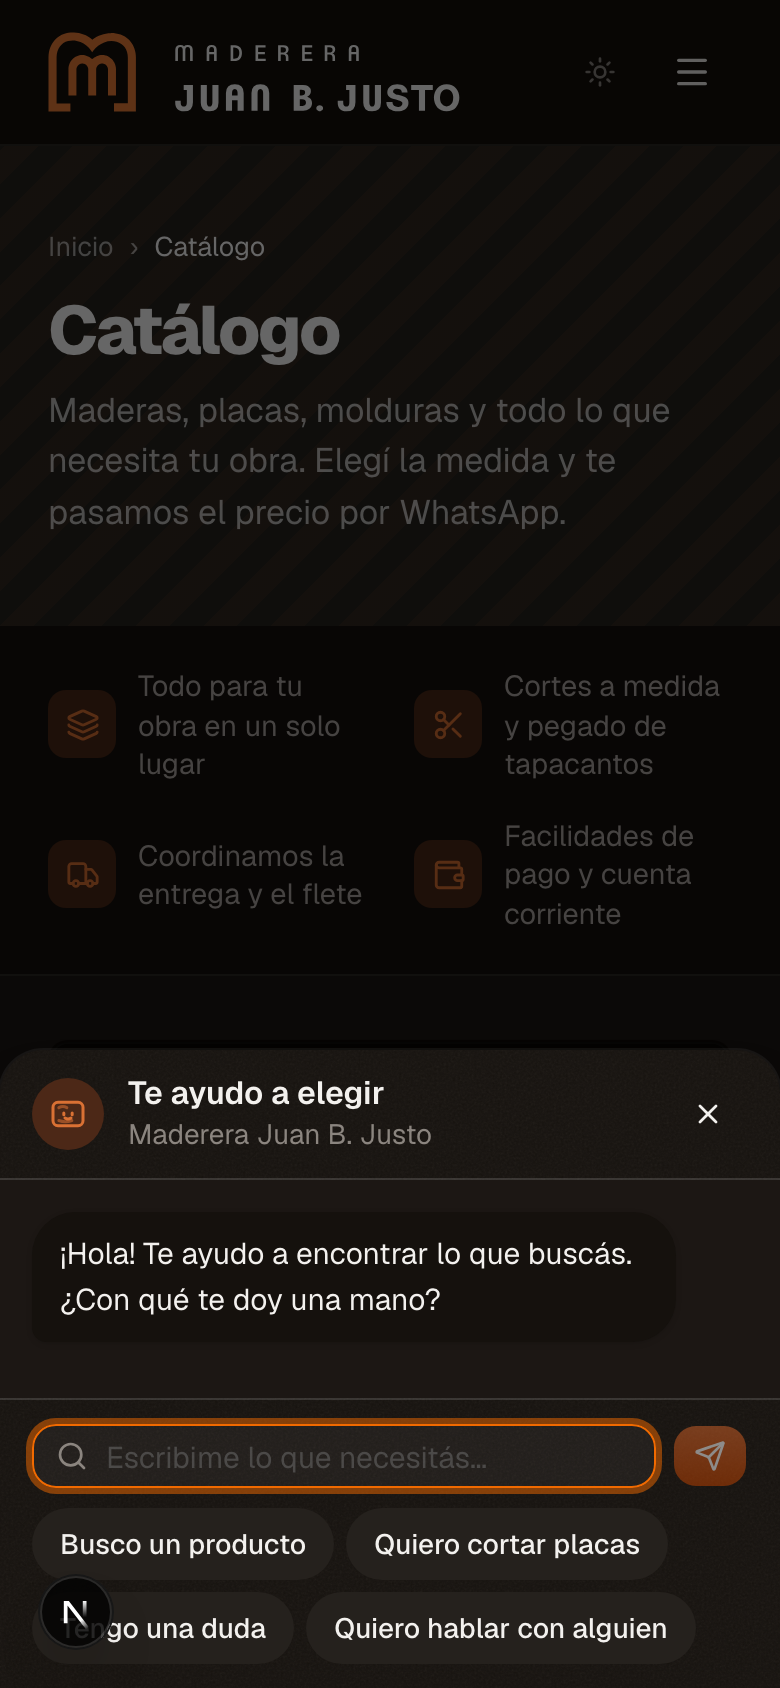 MADERERA
JUAN B. JUSTO
Inicio › Catálogo
Catálogo
Maderas, placas, molduras y todo lo que
necesita tu obra. Elegí la medida y te
pasamos el precio por WhatsApp.
Todo para tu
obra en un solo
lugar
Cortes a medida
y pegado de
tapacantos
Coordinamos la
entrega y el flete
Facilidades de
pago y cuenta
corriente
Te ayudo a elegir
Maderera Juan B. Justo
¡Hola! Te ayudo a encontrar lo que buscás.
¿Con qué te doy una mano?
Escribime lo que necesitás...
Busco un producto
Quiero cortar placas
Tengo una duda
Quiero hablar con alguien